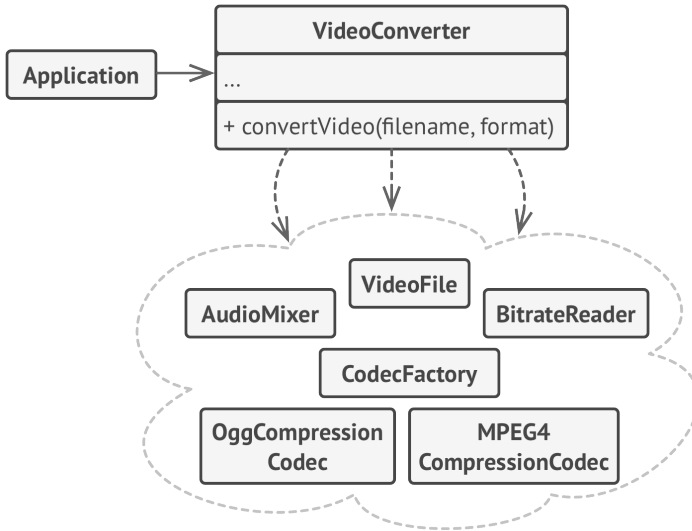 VideoConverter
Application
...
+ convertVideo(filename, format)
VideoFile
AudioMixer
BitrateReader
CodecFactory
OggCompression
Codec
MPEG4
CompressionCodec